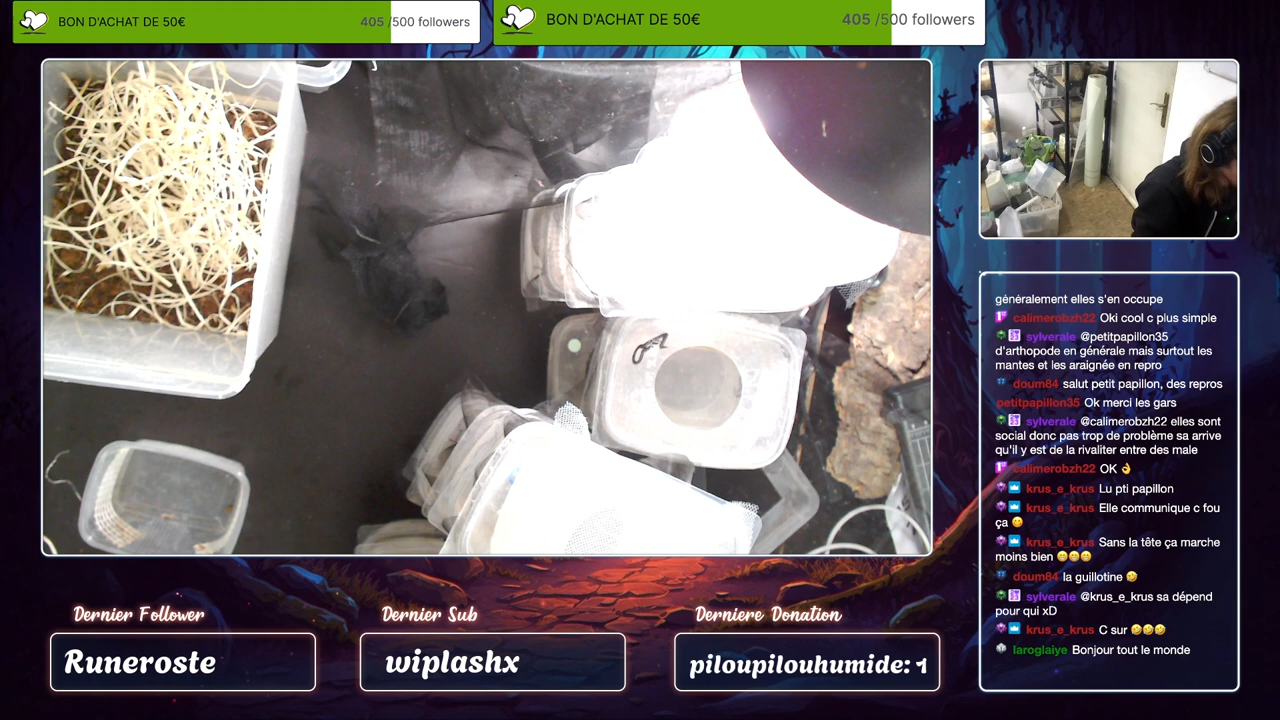 BON D'ACHAT DE 50€ 405 /500 followers
BON D'ACHAT DE 50€ 405 /500 followers
généralement elles s'en occupe
calimerobzh22 Oki cool c plus simple
sylverale @petitpapillon35
d'arthopode en générale mais surtout les
mantes et les araignée en repro
doum84 salut petit papillon, des repros
petitpapillon35 Ok merci les gars
sylverale @calimerobzh22 elles sont
social donc pas trop de problème sa arrive
qu'il y est de la rivaliter entre des male
calimerobzh22 OK 👌
krus_e_krus Lu pti papillon
krus_e_krus Elle communique c fou
ça 😋
krus_e_krus Sans la tête ça marche
moins bien 😁😁😁
doum84 la guillotine 🤣
sylverale @krus_e_krus sa dépend
pour qui xD
krus_e_krus C sur 🤣🤣🤣
laroglaiye Bonjour tout le monde
Dernier Follower
Runeroste
Dernier Sub
wiplashx
Derniere Donation
piloupilouhumide: 1